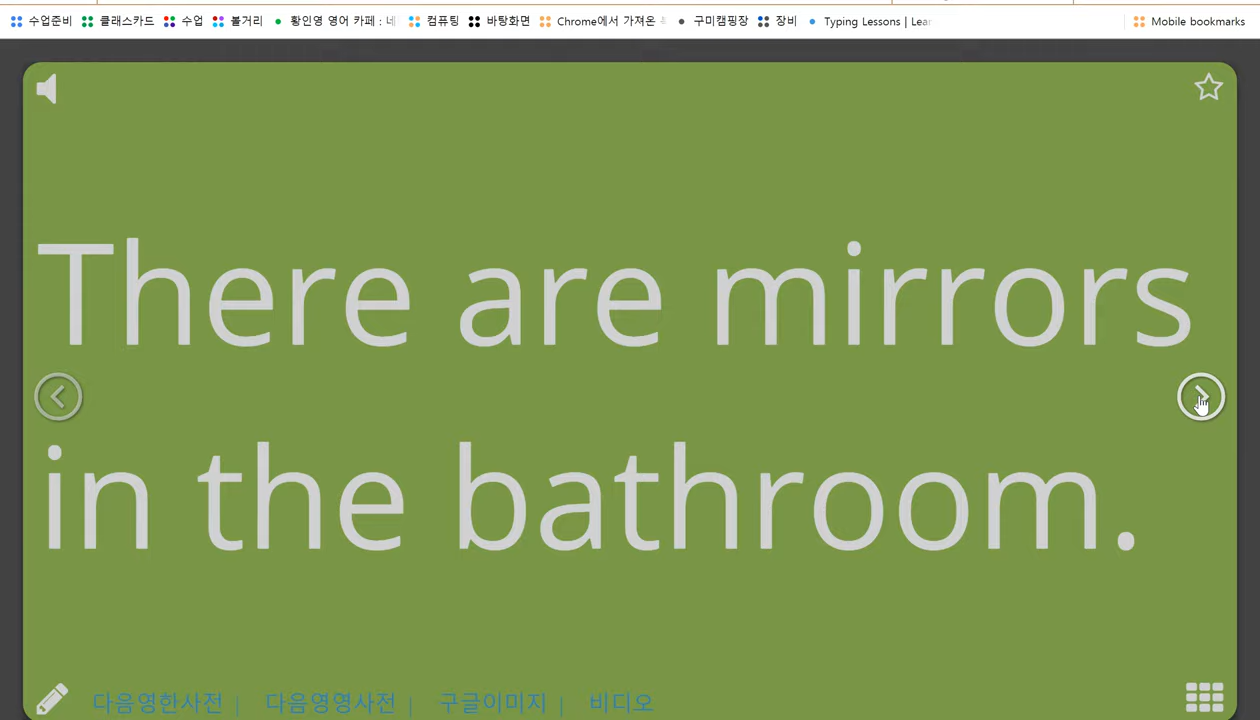 수업준비 클래스카드 수업 볼거리 황인영 영어 카페 : 네 컴퓨팅 바탕화면 Chrome에서 가져온 구미캠핑장 장비 Typing Lessons | Lear Mobile bookmarks
There are mirrors
in the bathroom.
다음영한사전 | 다음영영사전 | 구글이미지 | 비디오